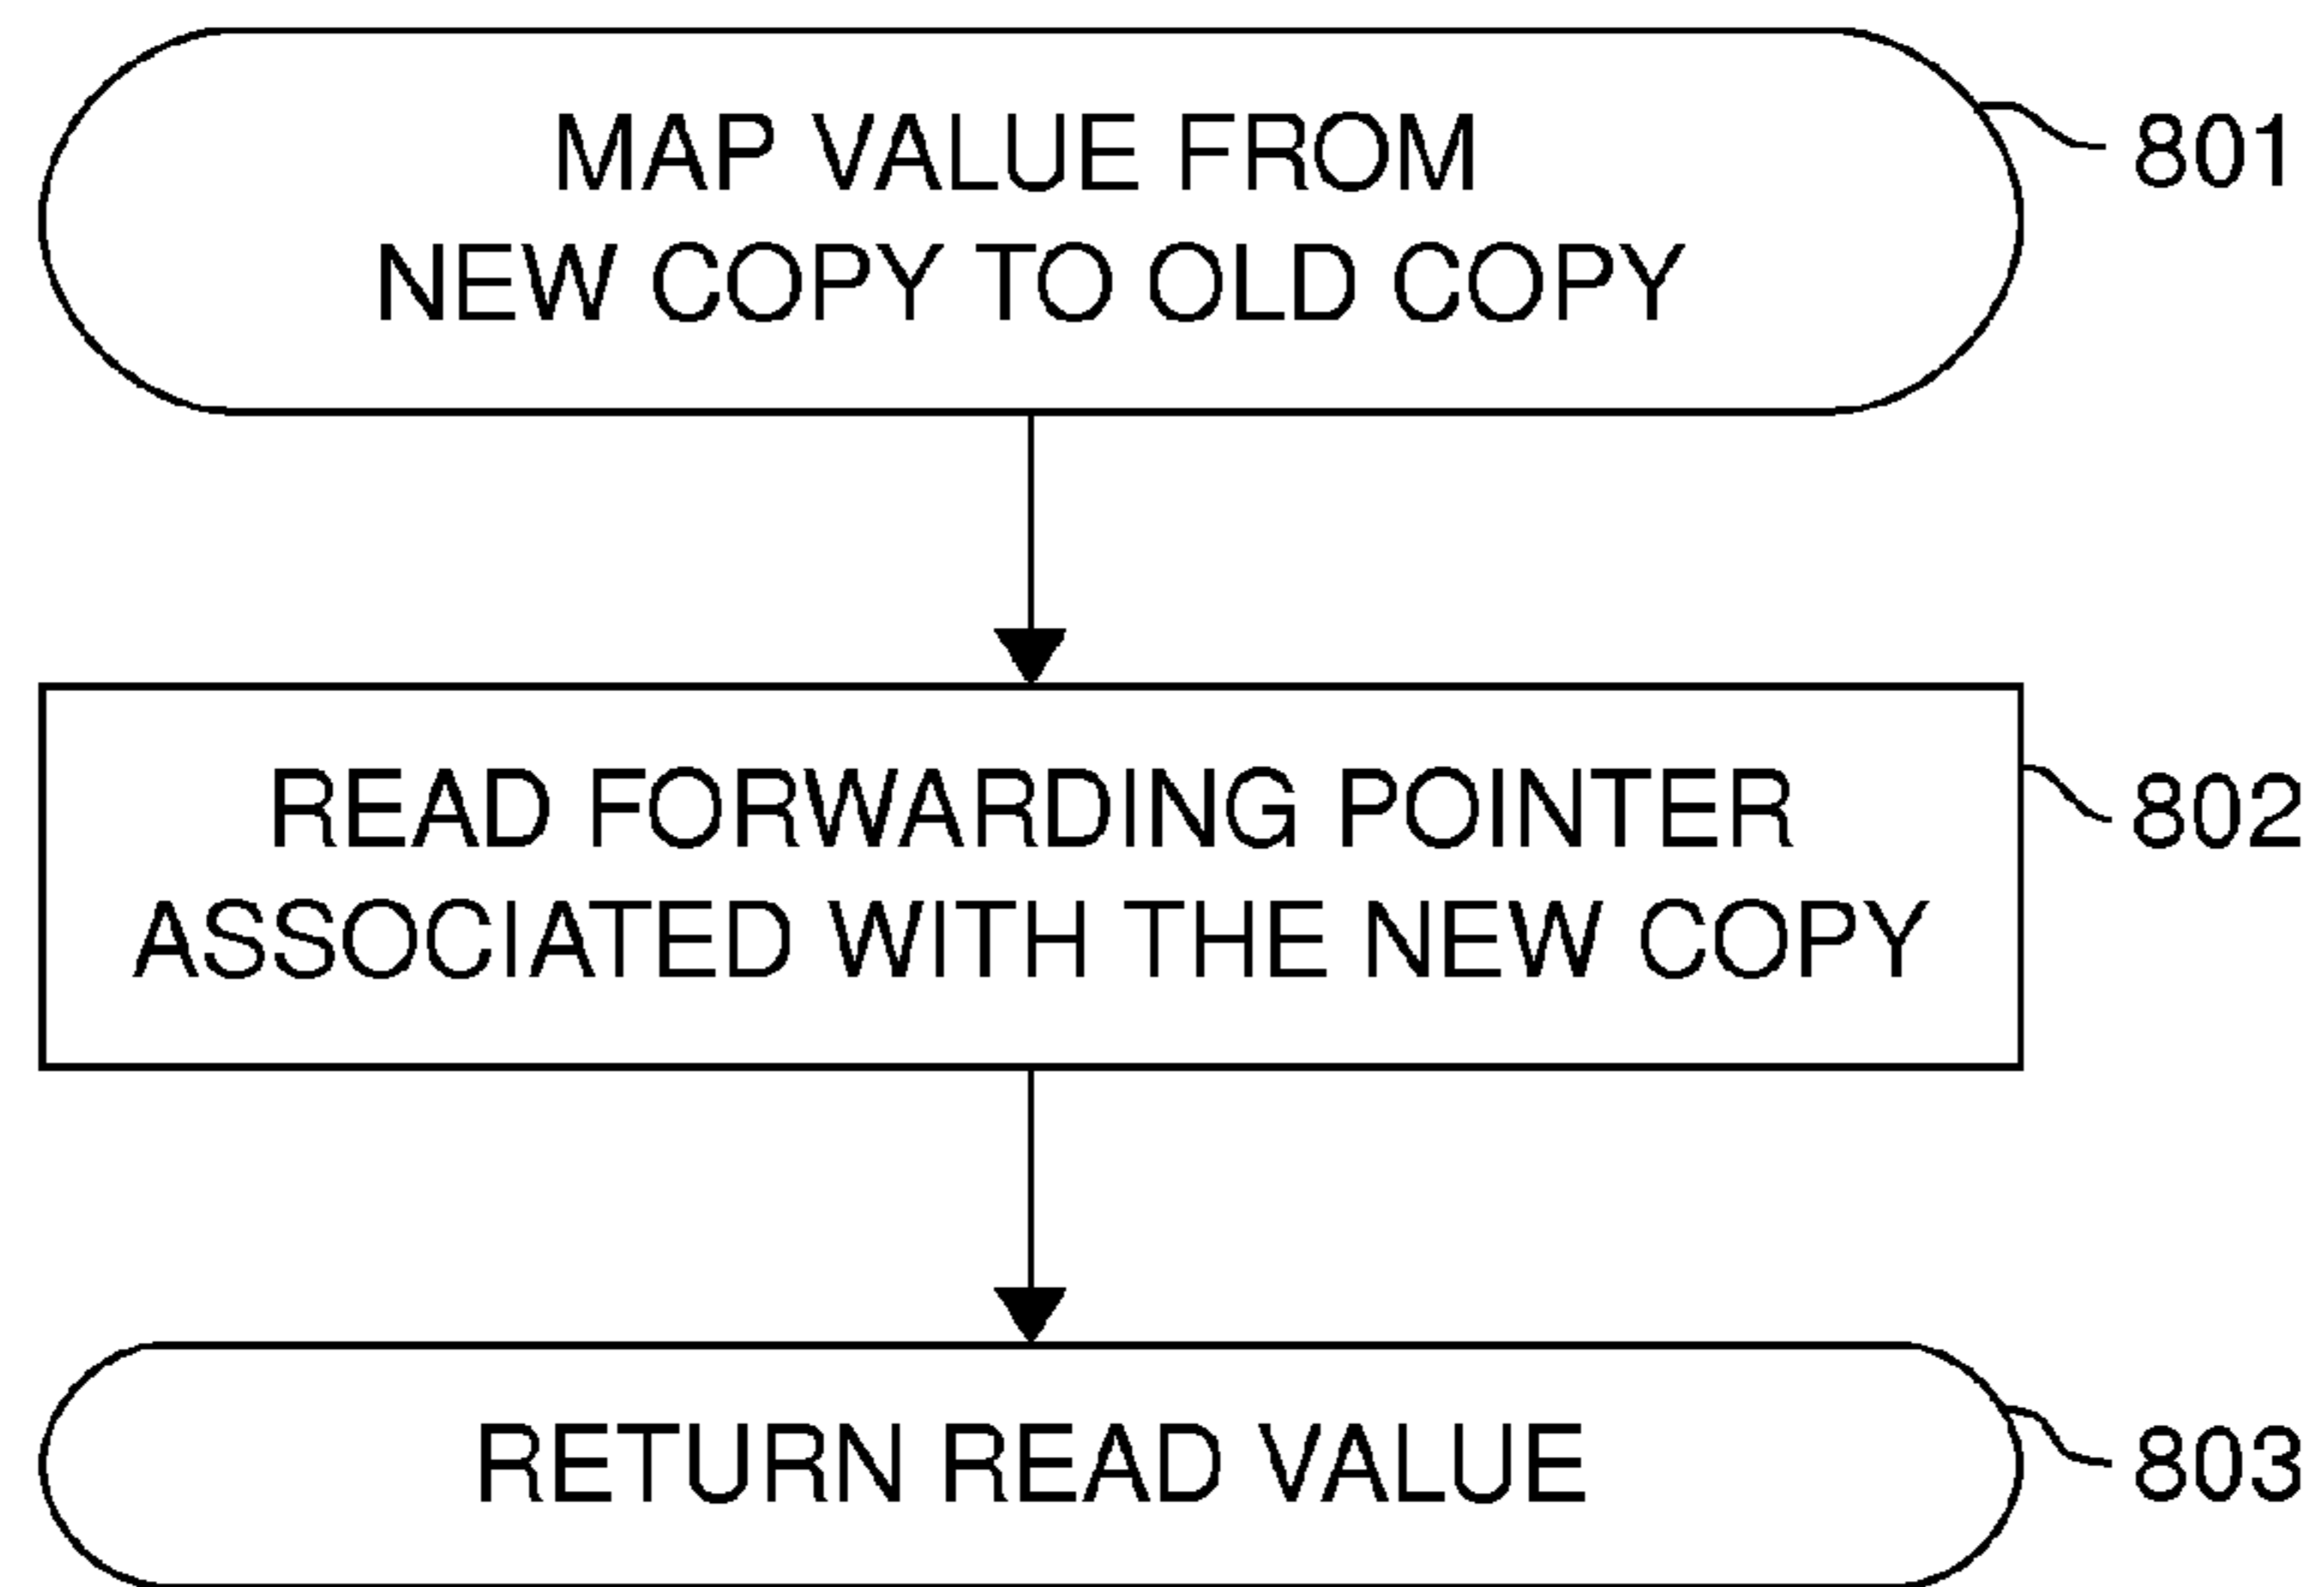 MAP VALUE FROM
NEW COPY TO OLD COPY
801
READ FORWARDING POINTER
ASSOCIATED WITH THE NEW COPY
802
RETURN READ VALUE
803